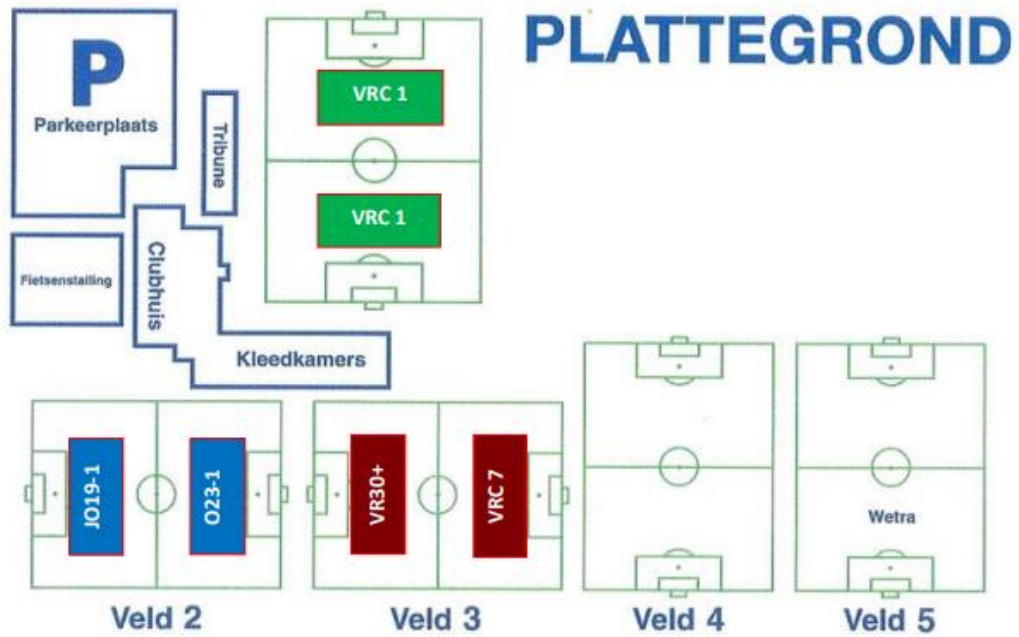 PLATTEGROND
P
Parkeerplaats
Tribune
VRC 1
VRC 1
Fietsenstalling
Clubhuis
Kleedkamers
JO19-1
O23-1
VR30+
VRC 7
Wetra
Veld 2
Veld 3
Veld 4
Veld 5